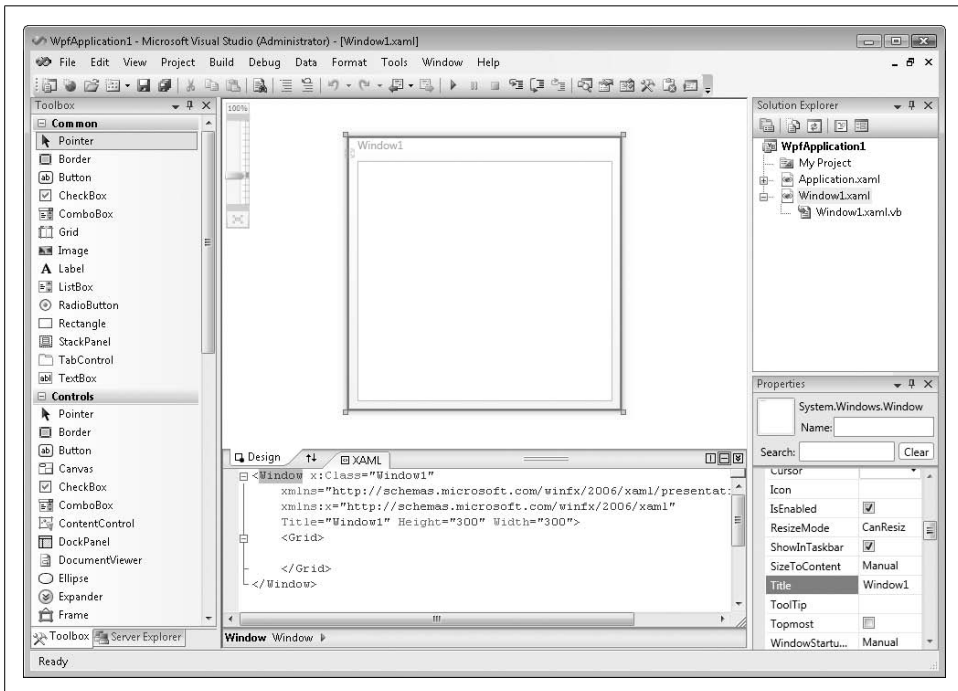 WpfApplication1 - Microsoft Visual Studio (Administrator) - [Window1.xaml]
File Edit View Project Build Debug Data Format Tools Window Help
Toolbox
Common
Pointer
Border
Button
CheckBox
ComboBox
Grid
Image
Label
ListBox
RadioButton
Rectangle
StackPanel
TabControl
TextBox
Controls
Pointer
Border
Button
Canvas
CheckBox
ComboBox
ContentControl
DockPanel
DocumentViewer
Ellipse
Expander
Frame
Toolbox Server Explorer
100%
Window1
Design XAML
<Window x:Class="Window1"
xmlns="http://schemas.microsoft.com/winfx/2006/xaml/presentat
xmlns:x="http://schemas.microsoft.com/winfx/2006/xaml"
Title="Window1" Height="300" Width="300">
<Grid>
</Grid>
</Window>
Window Window
Solution Explorer
WpfApplication1
My Project
Application.xaml
Window1.xaml
Window1.xaml.vb
Properties
System.Windows.Window
Name:
Search: Clear
Cursor
Icon
IsEnabled
ResizeMode CanResiz
ShowInTaskbar
SizeToContent Manual
Title Window1
ToolTip
Topmost
WindowStartu... Manual
Ready